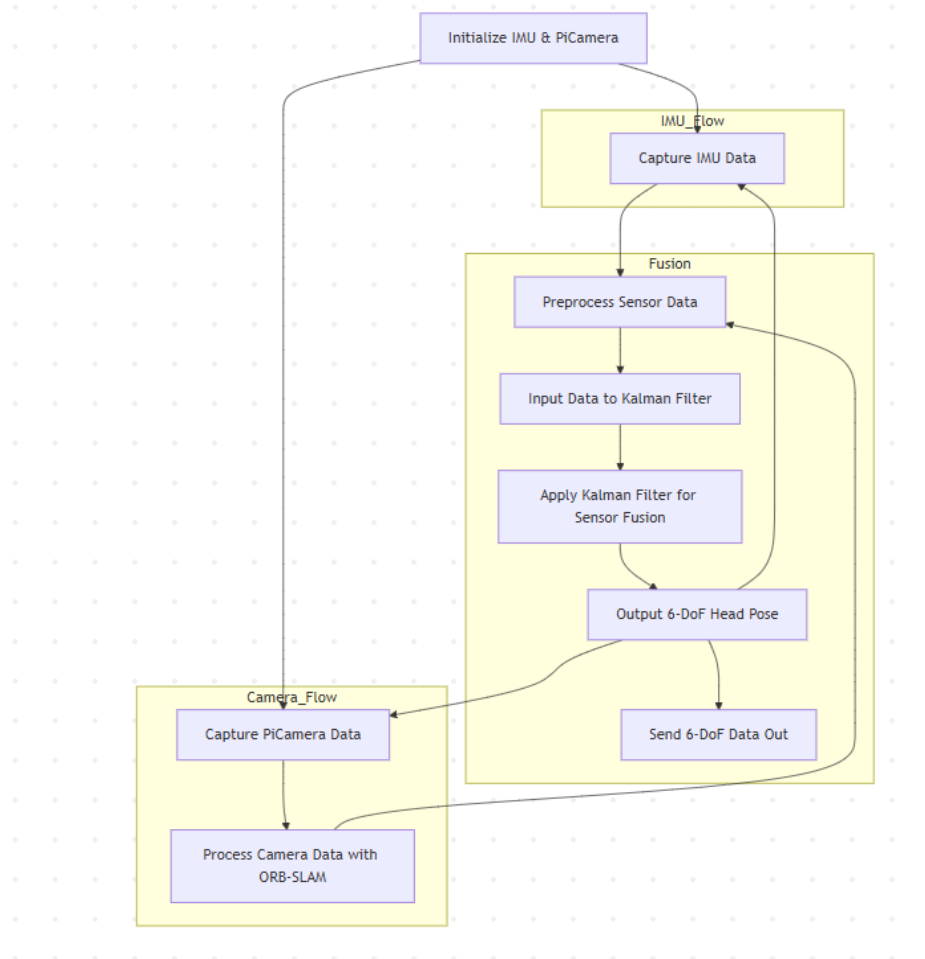 Initialize IMU & PiCamera
IMU_Flow
Capture IMU Data
Fusion
Preprocess Sensor Data
Input Data to Kalman Filter
Apply Kalman Filter for
Sensor Fusion
Output 6-DoF Head Pose
Send 6-DoF Data Out
Camera_Flow
Capture PiCamera Data
Process Camera Data with
ORB-SLAM